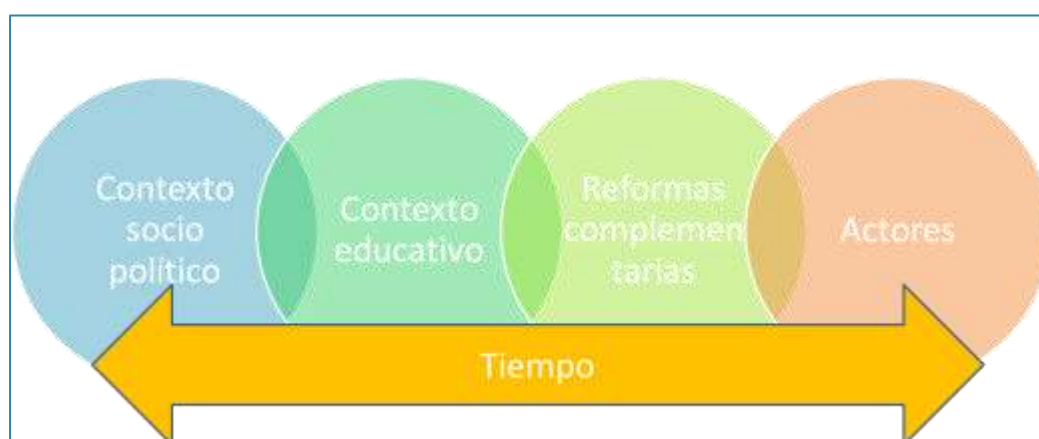 Contexto
socio
político
Contexto
educativo
Reformas
complemen
tarias
Actores
Tiempo